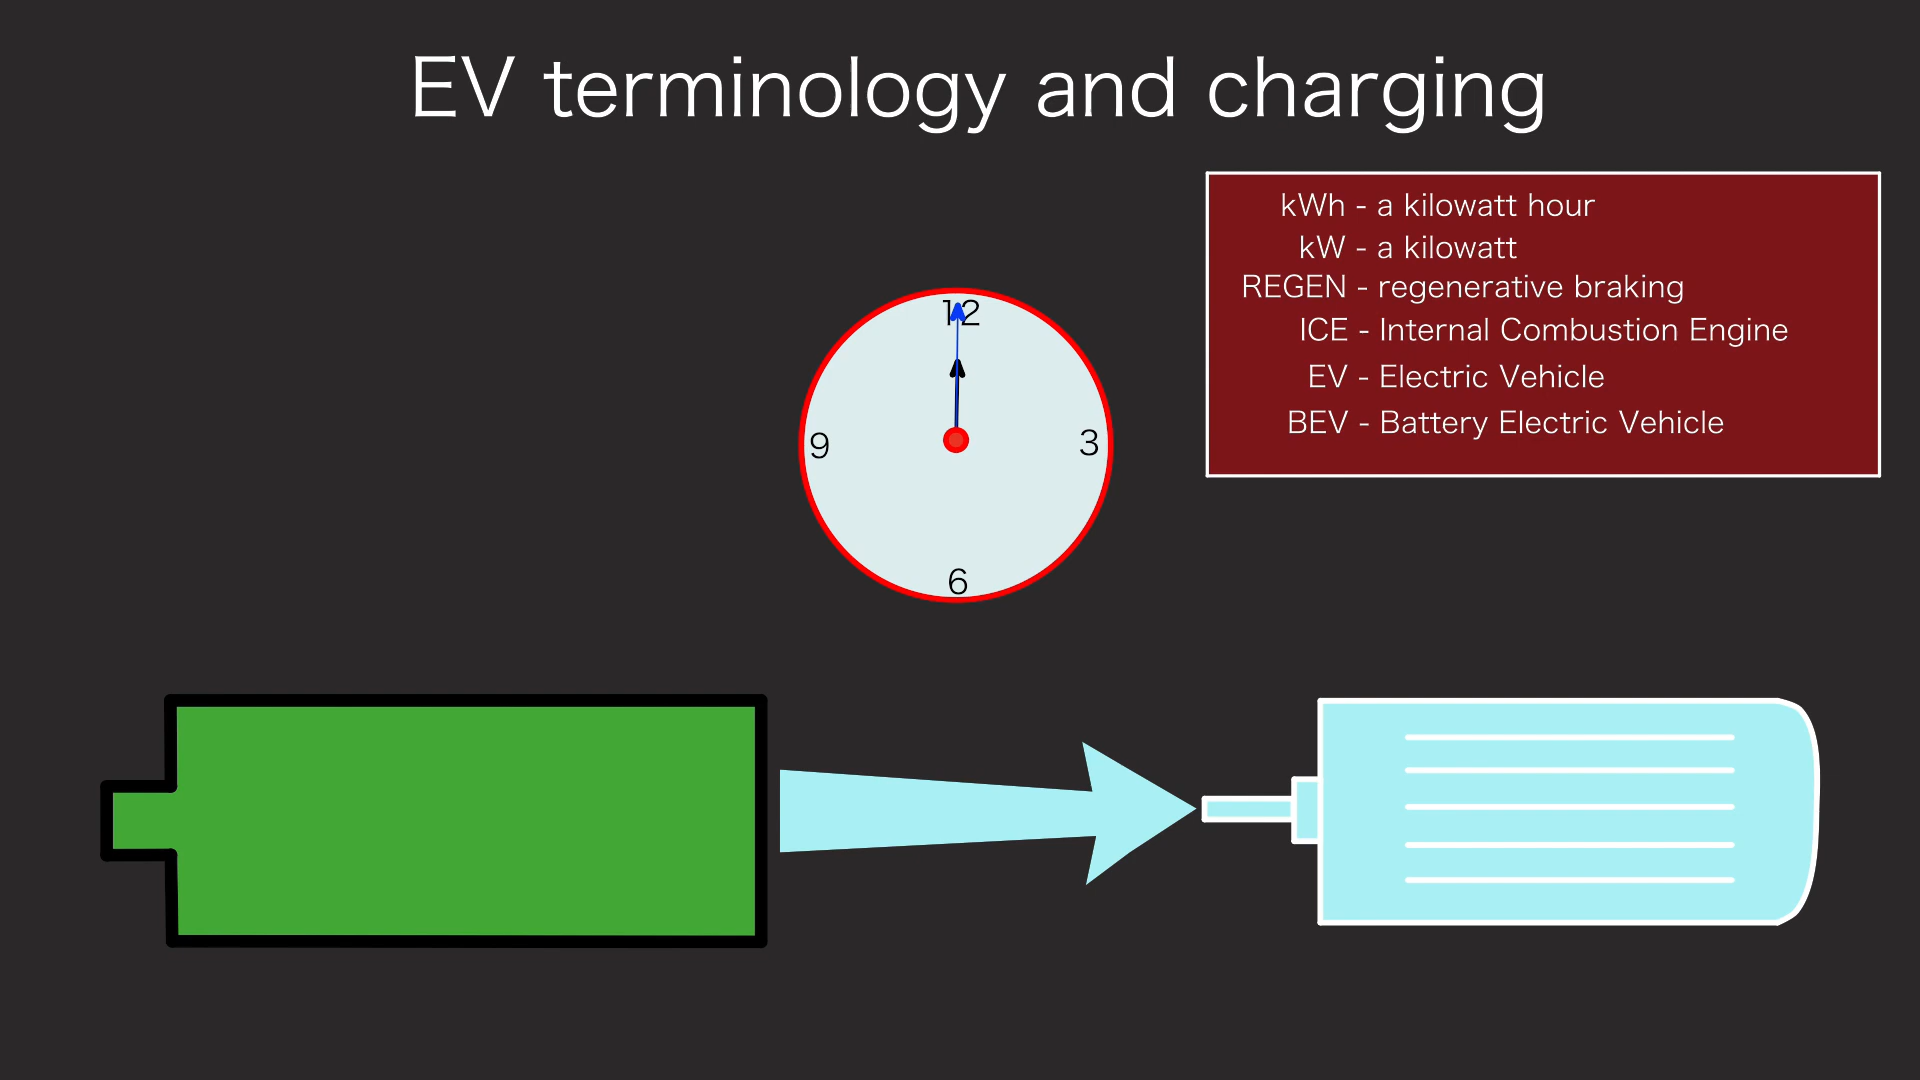 EV terminology and charging
kWh - a kilowatt hour
kW - a kilowatt
REGEN - regenerative braking
ICE - Internal Combustion Engine
EV - Electric Vehicle
BEV - Battery Electric Vehicle
12
9
3
6